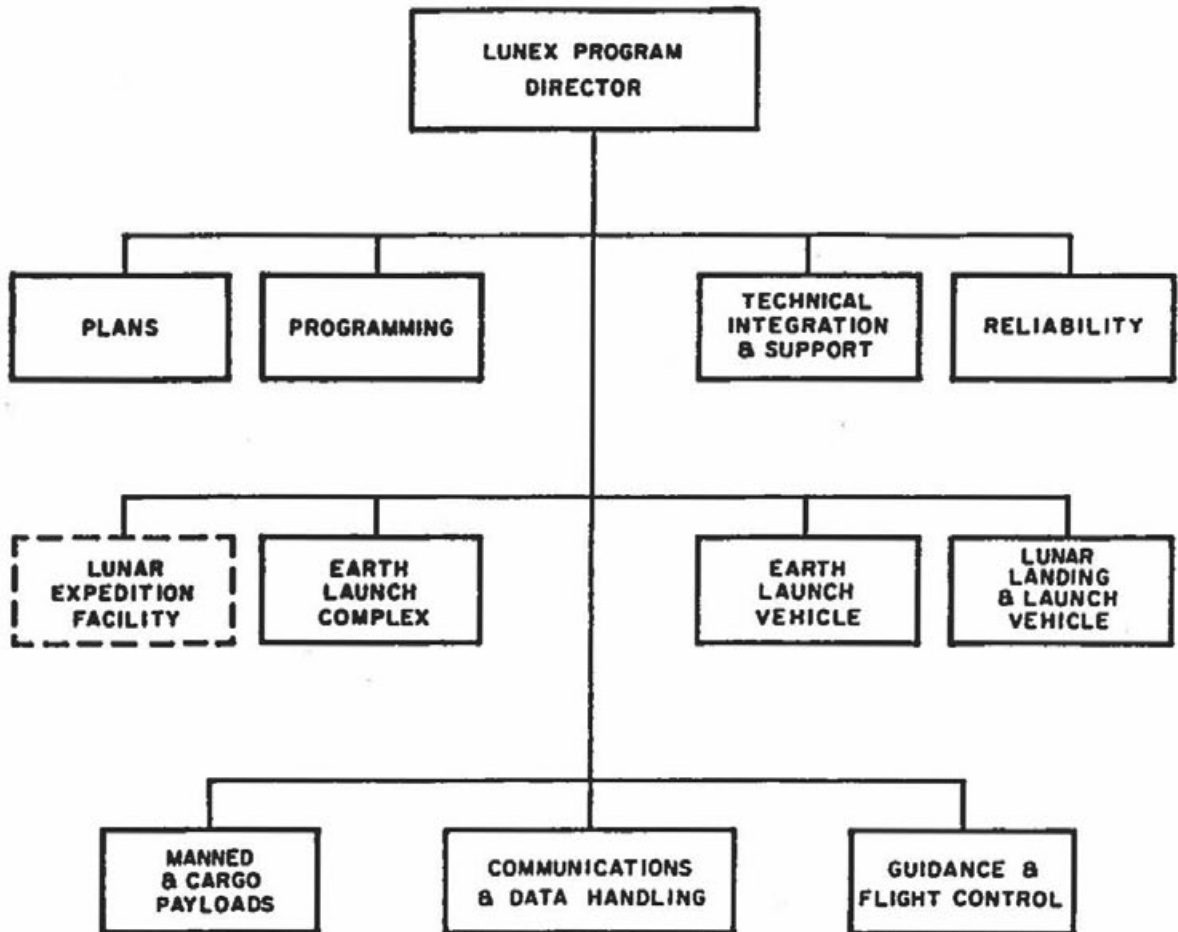 LUNEX PROGRAM
DIRECTOR
PLANS
PROGRAMMING
TECHNICAL
INTEGRATION
& SUPPORT
RELIABILITY
LUNAR
EXPEDITION
FACILITY
EARTH
LAUNCH
COMPLEX
EARTH
LAUNCH
VEHICLE
LUNAR
LANDING
& LAUNCH
VEHICLE
MANNED
& CARGO
PAYLOADS
COMMUNICATIONS
& DATA HANDLING
GUIDANCE &
FLIGHT CONTROL